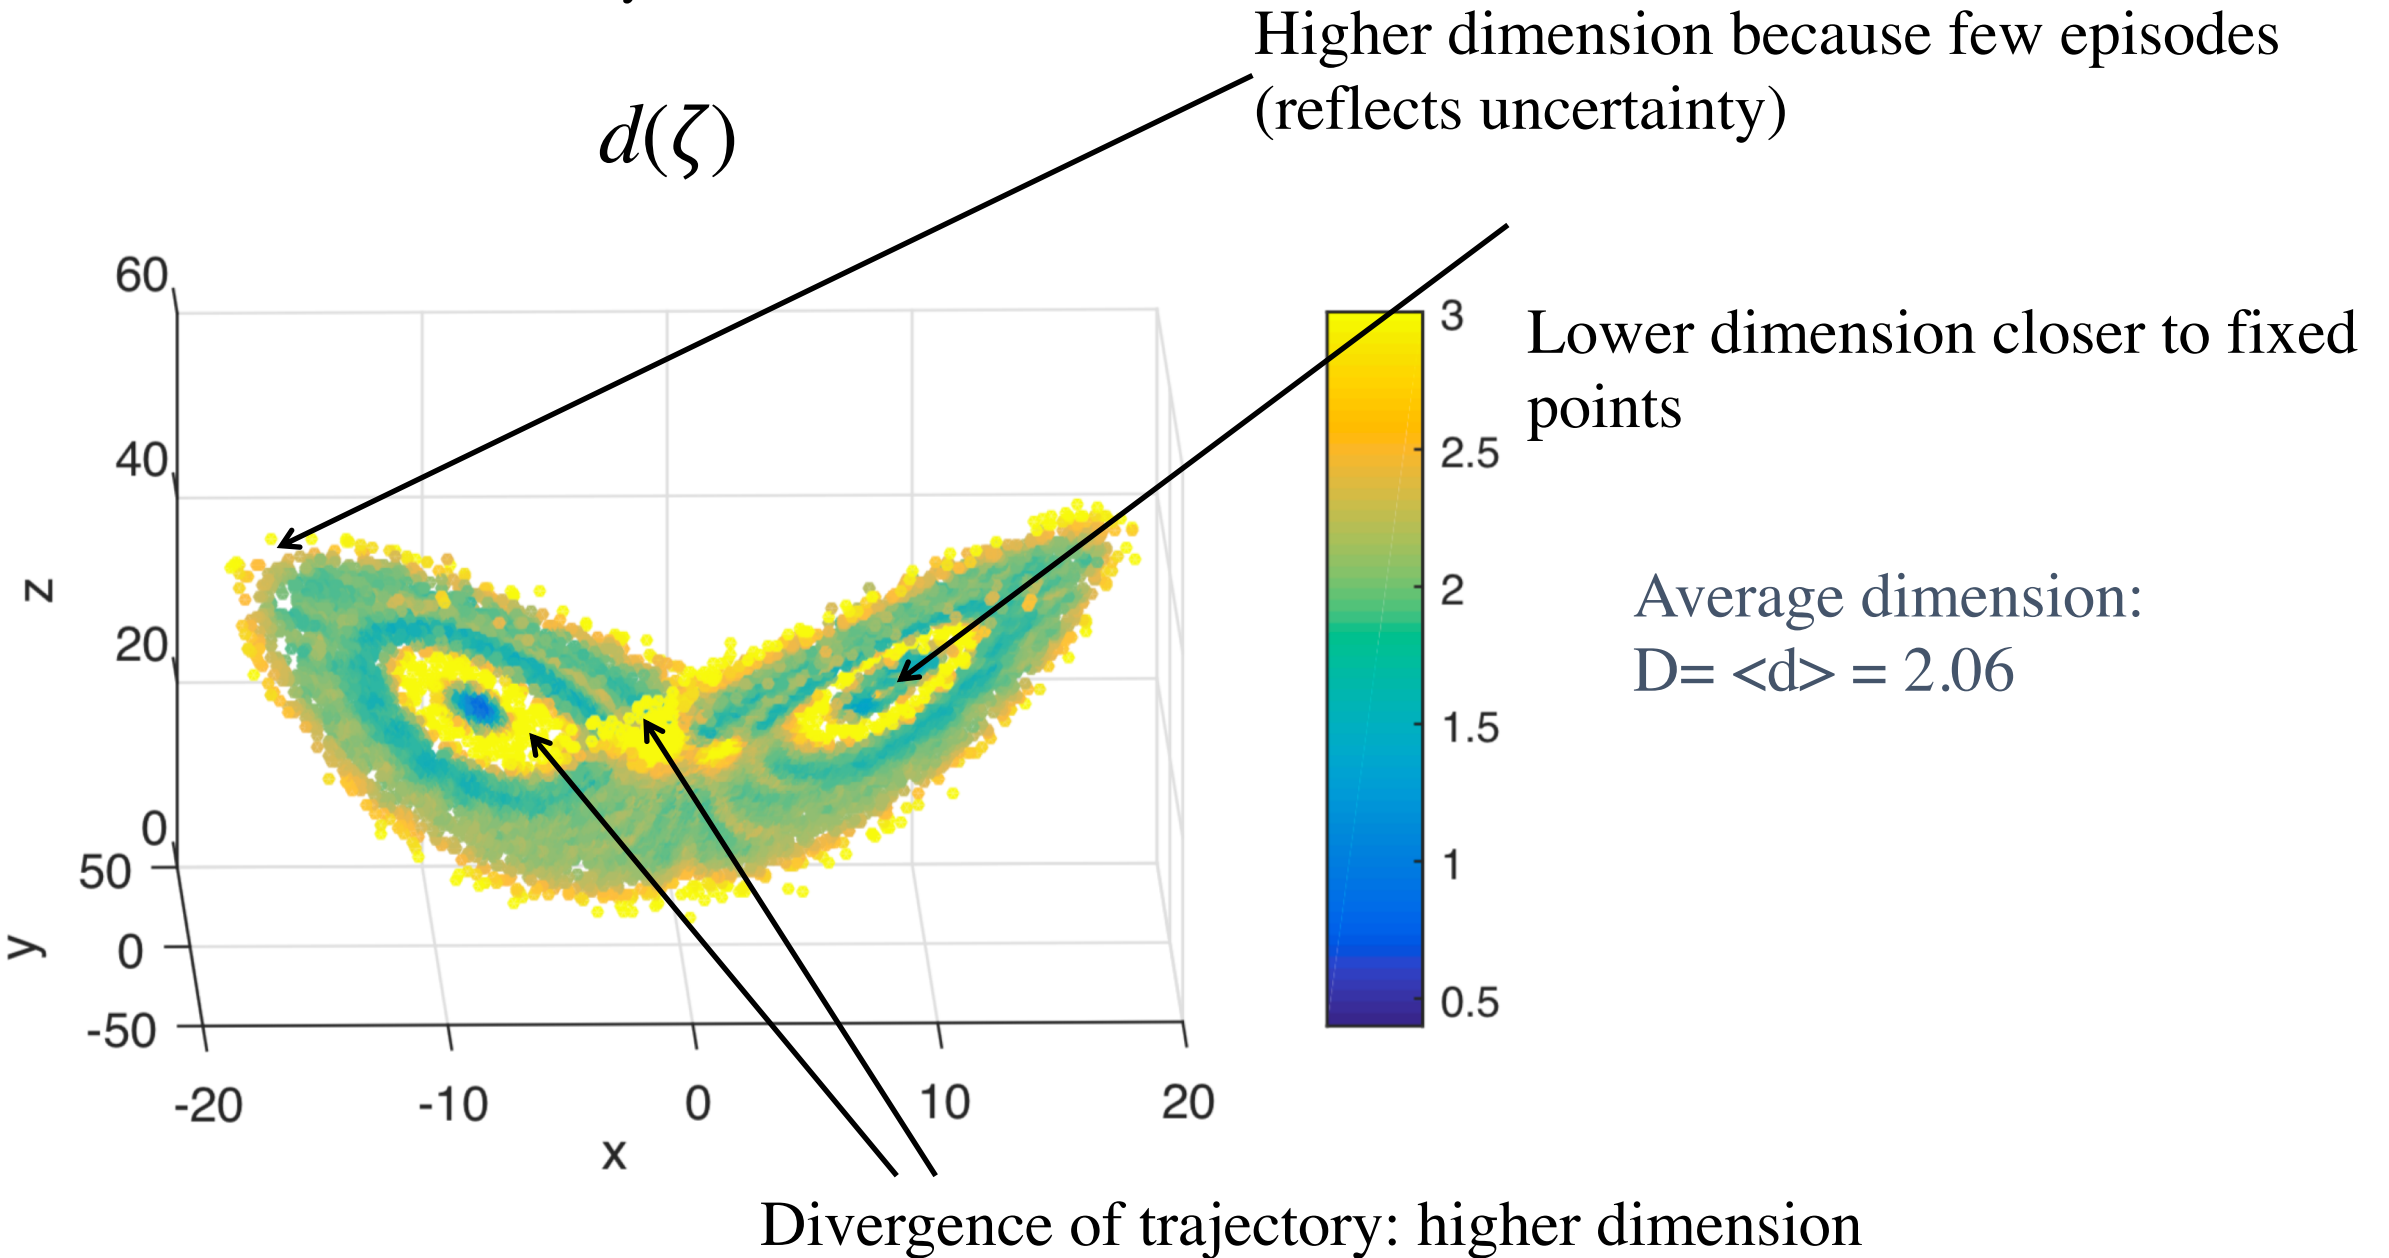 Higher dimension because few episodes
(reflects uncertainty)
d(ζ)
60
40
20
0
50
0
-50
z
y
-20
-10
0
10
20
x
3
2.5
2
1.5
1
0.5
Lower dimension closer to fixed
points
Average dimension:
D= <d> = 2.06
Divergence of trajectory: higher dimension